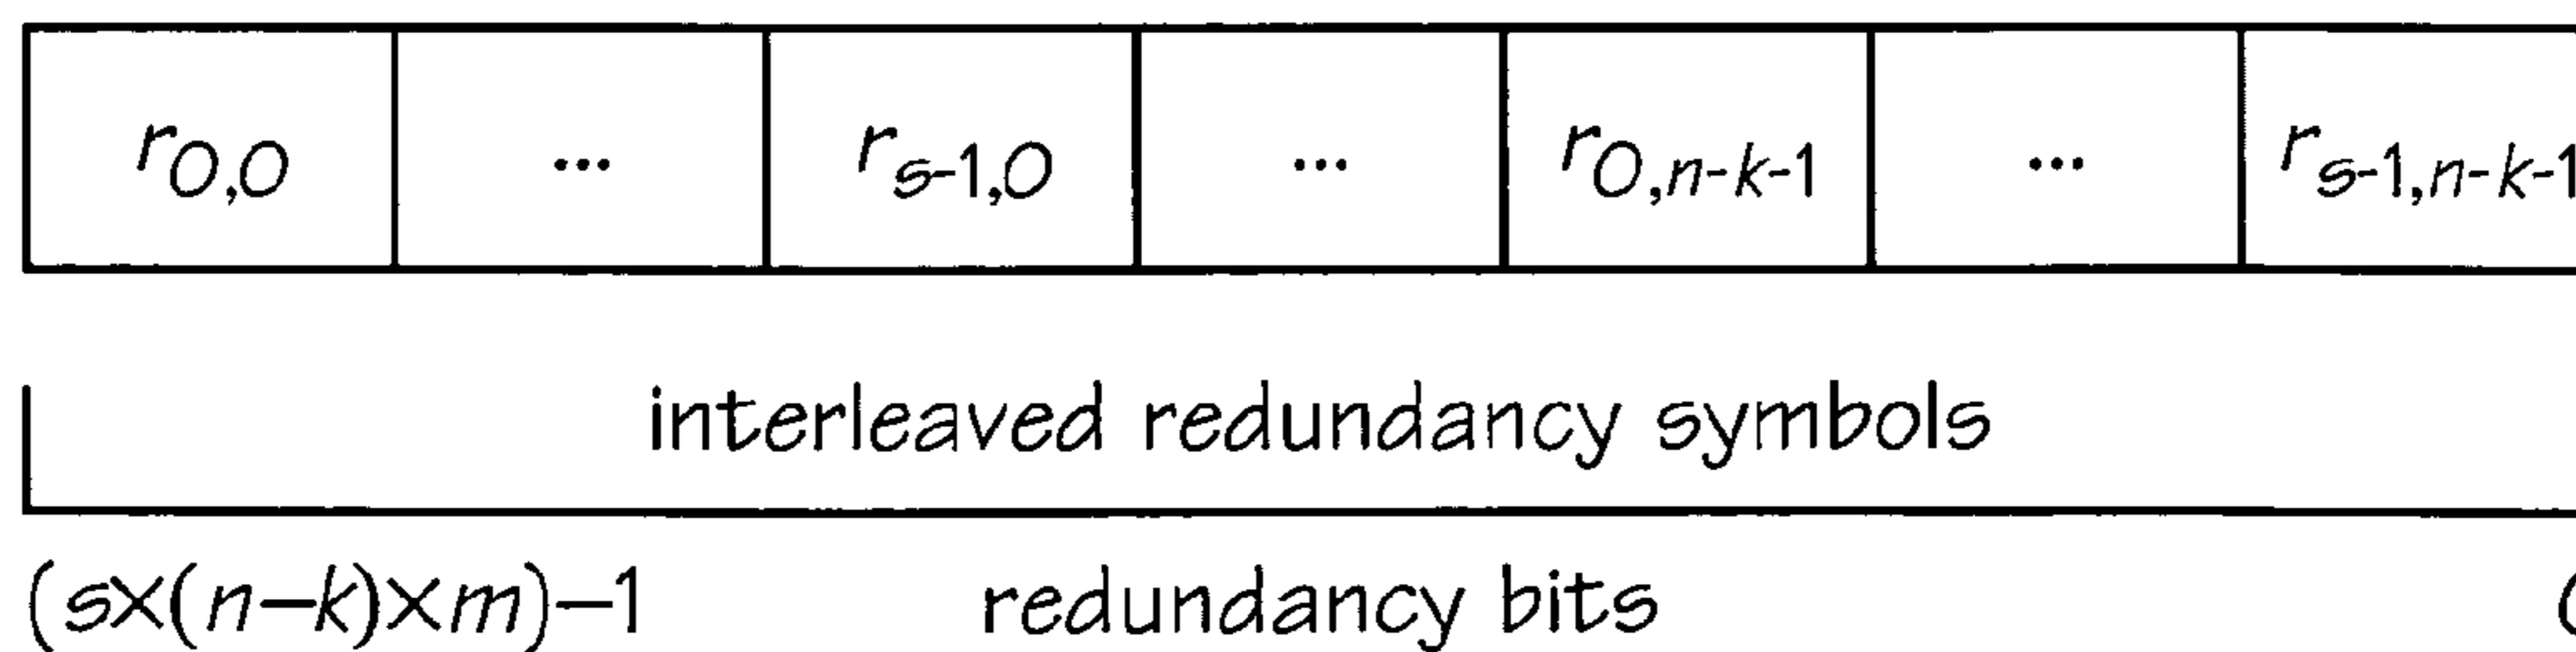 r0,0 ... rs-1,0 ... r0,n-k-1 ... rs-1,n-k-1
interleaved redundancy symbols
(s×(n−k)×m)−1 redundancy bits